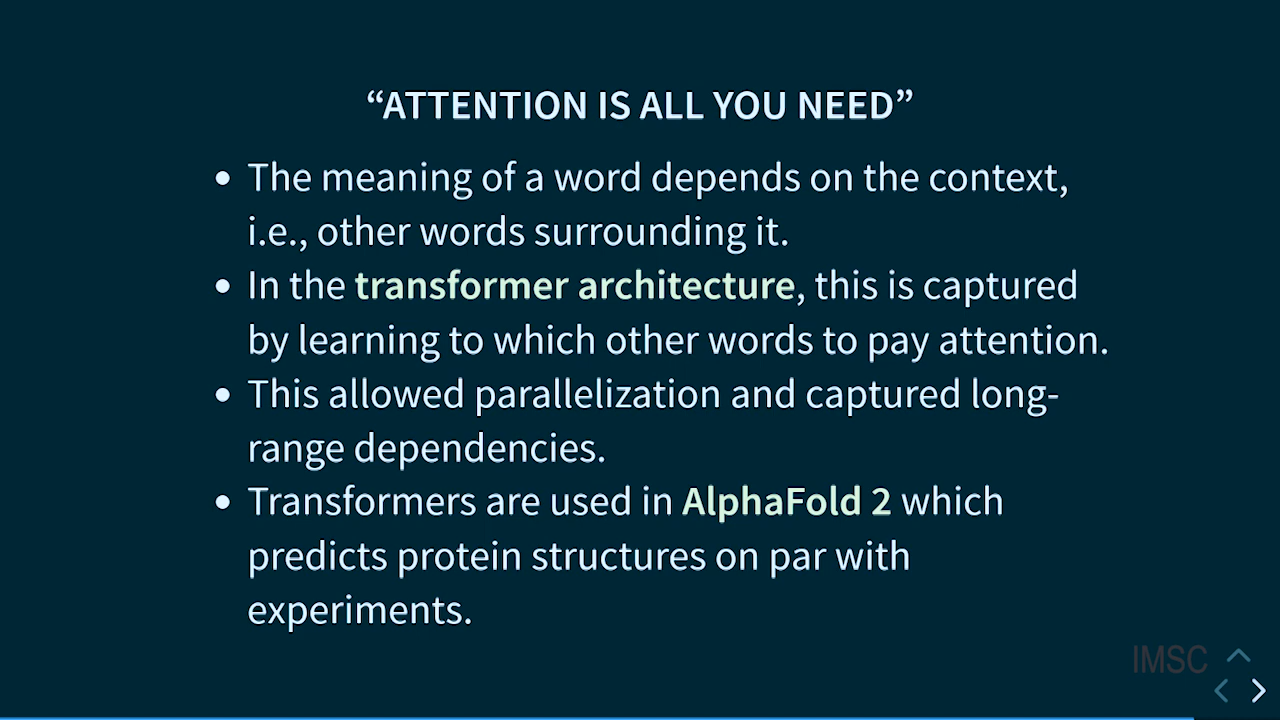 “ATTENTION IS ALL YOU NEED”
• The meaning of a word depends on the context,
i.e., other words surrounding it.
• In the transformer architecture, this is captured
by learning to which other words to pay attention.
• This allowed parallelization and captured long-
range dependencies.
• Transformers are used in AlphaFold 2 which
predicts protein structures on par with
experiments.
IMSC